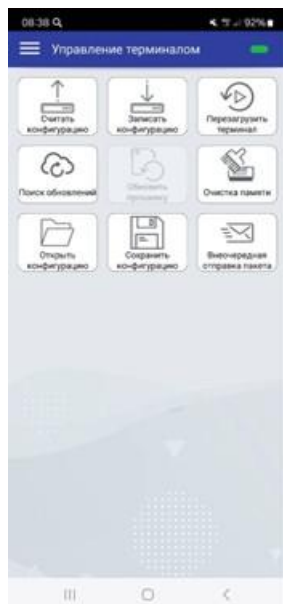 08:38
92%
Управление терминалом
Считать
конфигурацию
Записать
конфигурацию
Перезагрузить
терминал
Поиск обновлений
Обновить
прошивку
Очистка памяти
Открыть
конфигурацию
Сохранить
конфигурацию
Внеочередная
отправка пакета